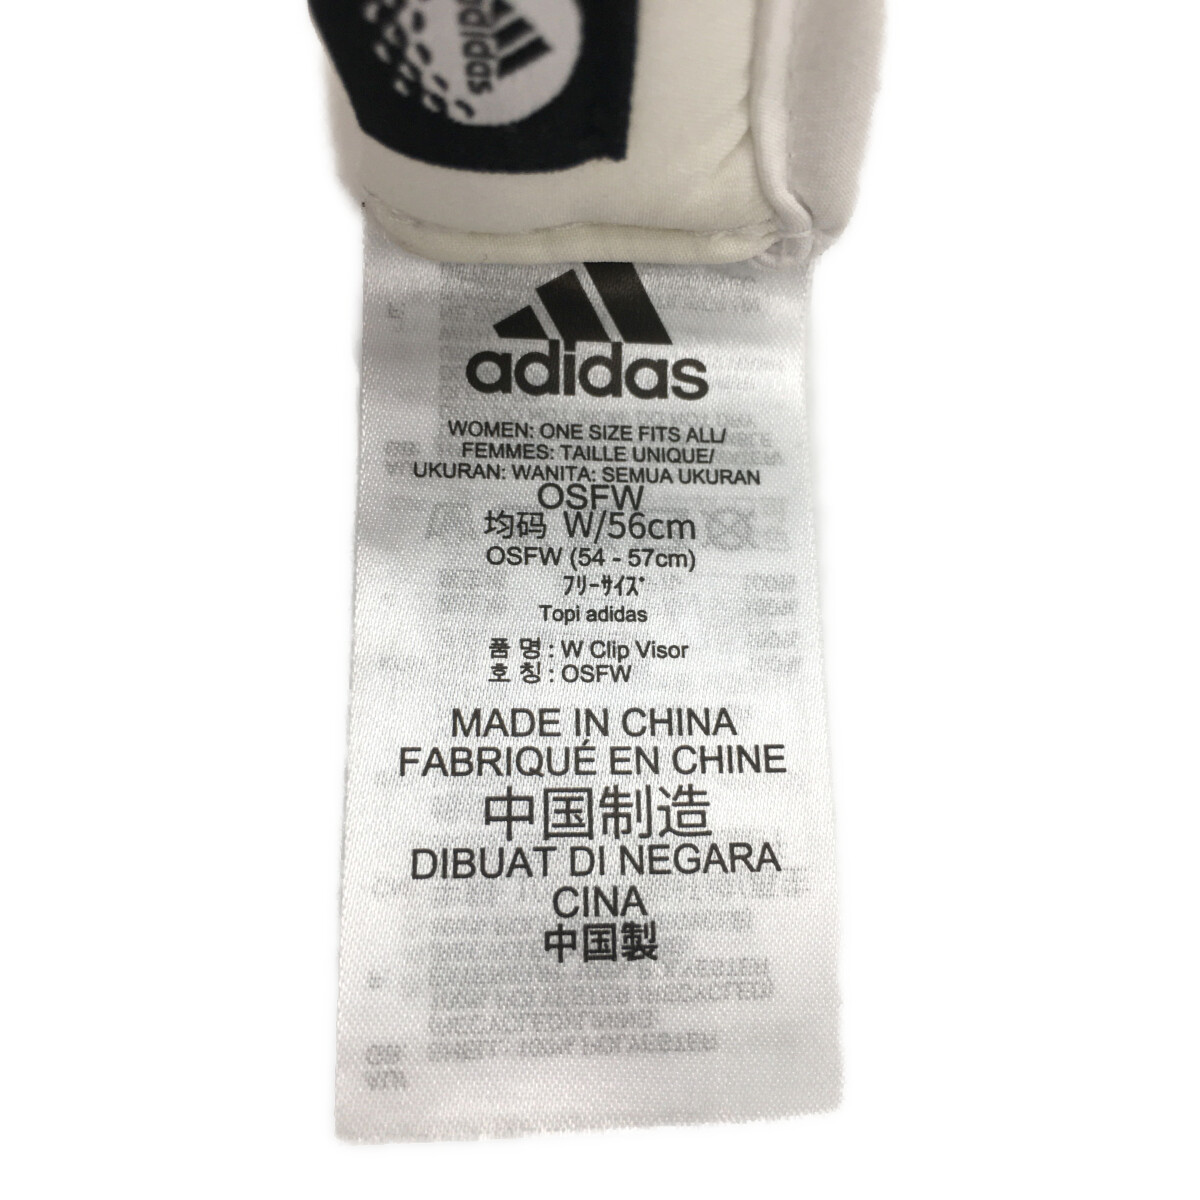 adidas
adidas
WOMEN: ONE SIZE FITS ALL/
FEMMES: TAILLE UNIQUE/
UKURAN: WANITA: SEMUA UKURAN
OSFW
均码 W/56cm
OSFW (54 - 57cm)
フリーサイズ
Topi adidas
품 명 : W Clip Visor
호 칭 : OSFW
MADE IN CHINA
FABRIQUÉ EN CHINE
中国制造
DIBUAT DI NEGARA
CINA
中国製